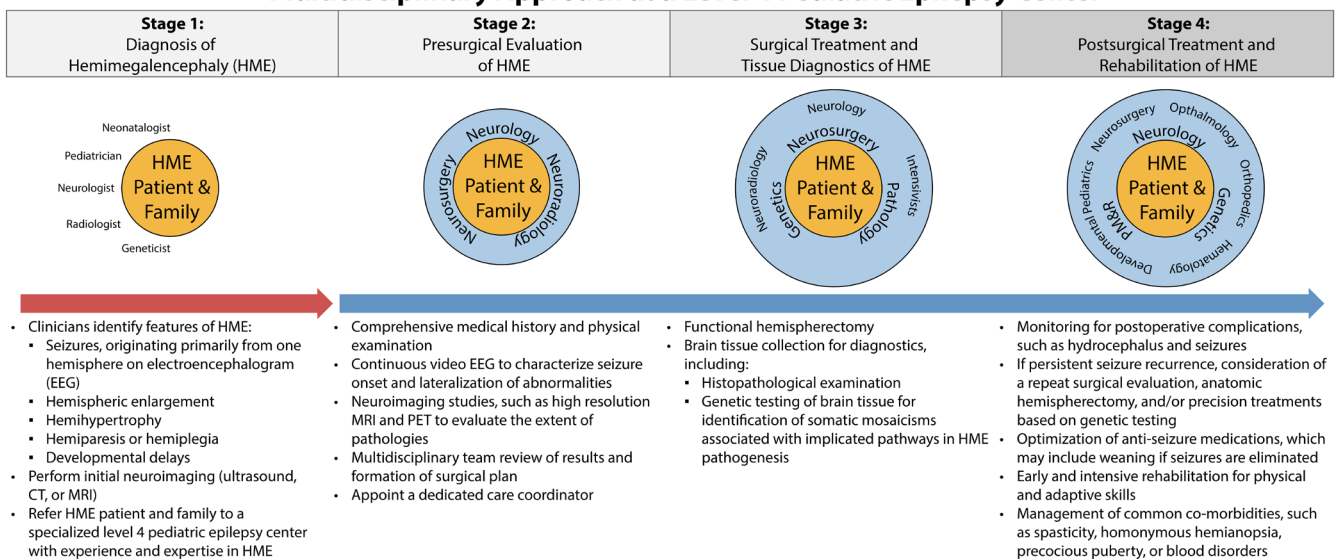 Multidisciplinary Approach at a Level 4 Pediatric Epilepsy Center
Stage 1:
Diagnosis of
Hemimegalencephaly (HME)
Stage 2:
Presurgical Evaluation
of HME
Stage 3:
Surgical Treatment and
Tissue Diagnostics of HME
Stage 4:
Postsurgical Treatment and
Rehabilitation of HME
Neonatalogist
Pediatrician
Neurologist
Radiologist
Geneticist
HME
Patient &
Family
Neurology
Neurosurgery
Neuroradiology
HME
Patient &
Family
Neurology
Neuroradiology
Intensivists
Neurosurgery
Genetics
Pathology
HME
Patient &
Family
Neurosurgery
Opthalmology
Developmental Pediatrics
Orthopedics
Hematology
Neurology
PM&R
Genetics
HME
Patient &
Family
• Clinicians identify features of HME:
▪ Seizures, originating primarily from one
hemisphere on electroencephalogram
(EEG)
▪ Hemispheric enlargement
▪ Hemihypertrophy
▪ Hemiparesis or hemiplegia
▪ Developmental delays
• Perform initial neuroimaging (ultrasound,
CT, or MRI)
• Refer HME patient and family to a
specialized level 4 pediatric epilepsy center
with experience and expertise in HME
• Comprehensive medical history and physical
examination
• Continuous video EEG to characterize seizure
onset and lateralization of abnormalities
• Neuroimaging studies, such as high resolution
MRI and PET to evaluate the extent of
pathologies
• Multidisciplinary team review of results and
formation of surgical plan
• Appoint a dedicated care coordinator
• Functional hemispherectomy
• Brain tissue collection for diagnostics,
including:
▪ Histopathological examination
▪ Genetic testing of brain tissue for
identification of somatic mosaicisms
associated with implicated pathways in HME
pathogenesis
• Monitoring for postoperative complications,
such as hydrocephalus and seizures
• If persistent seizure recurrence, consideration of
a repeat surgical evaluation, anatomic
hemispherectomy, and/or precision treatments
based on genetic testing
• Optimization of anti-seizure medications, which
may include weaning if seizures are eliminated
• Early and intensive rehabilitation for physical
and adaptive skills
• Management of common co-morbidities, such
as spasticity, homonymous hemianopsia,
precocious puberty, or blood disorders